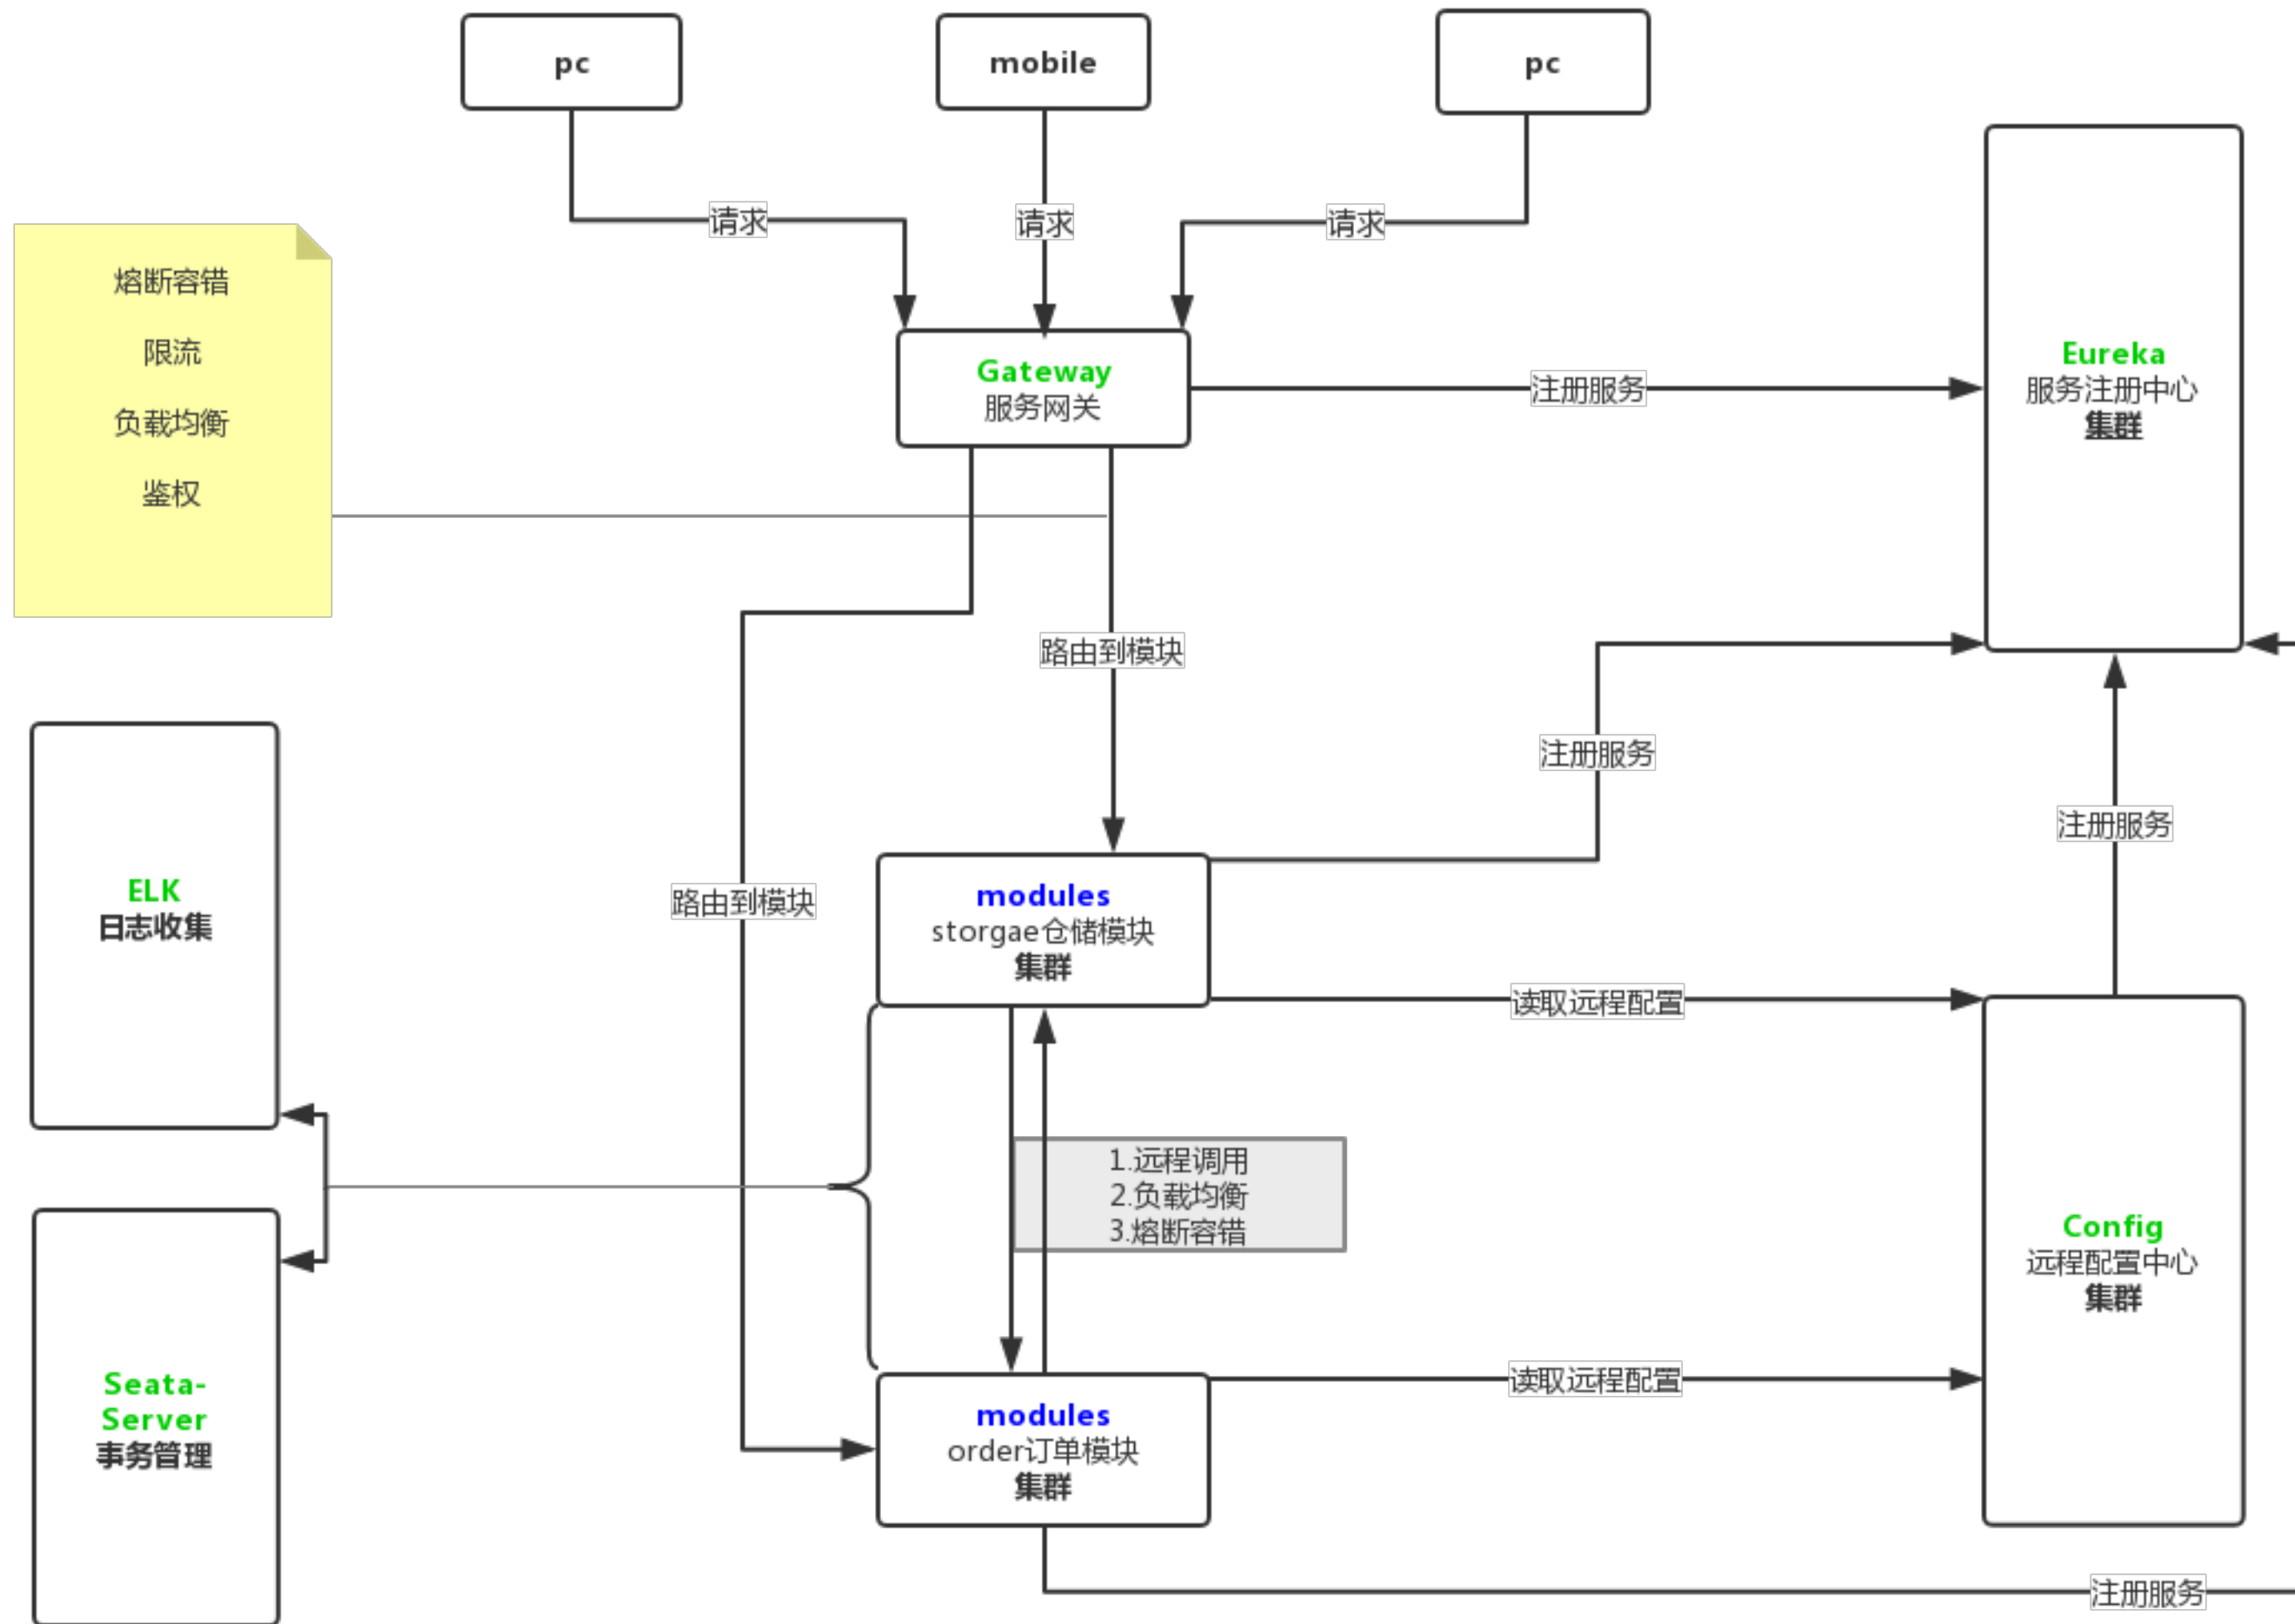 pc
mobile
pc
请求
请求
请求
熔断容错
限流
负载均衡
鉴权
Gateway
服务网关
注册服务
Eureka
服务注册中心
集群
路由到模块
注册服务
注册服务
ELK
日志收集
路由到模块
modules
storgae仓储模块
集群
读取远程配置
1.远程调用
2.负载均衡
3.熔断容错
Config
远程配置中心
集群
Seata-
Server
事务管理
读取远程配置
modules
order订单模块
集群
注册服务